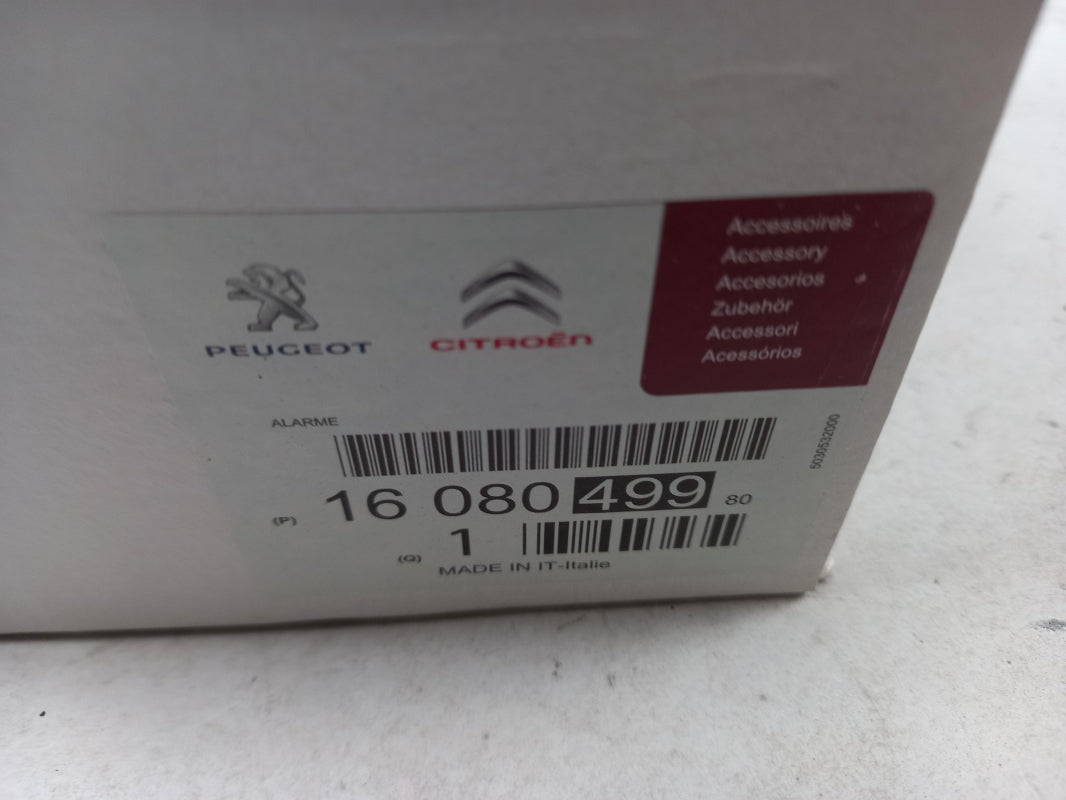 PEUGEOT
CITROËN
Accessoires
Accessory
Accesorios
Zubehör
Accessori
Acessórios
ALARME
5030532000
(P) 16 080 499 80
(Q) 1
MADE IN IT-Italie